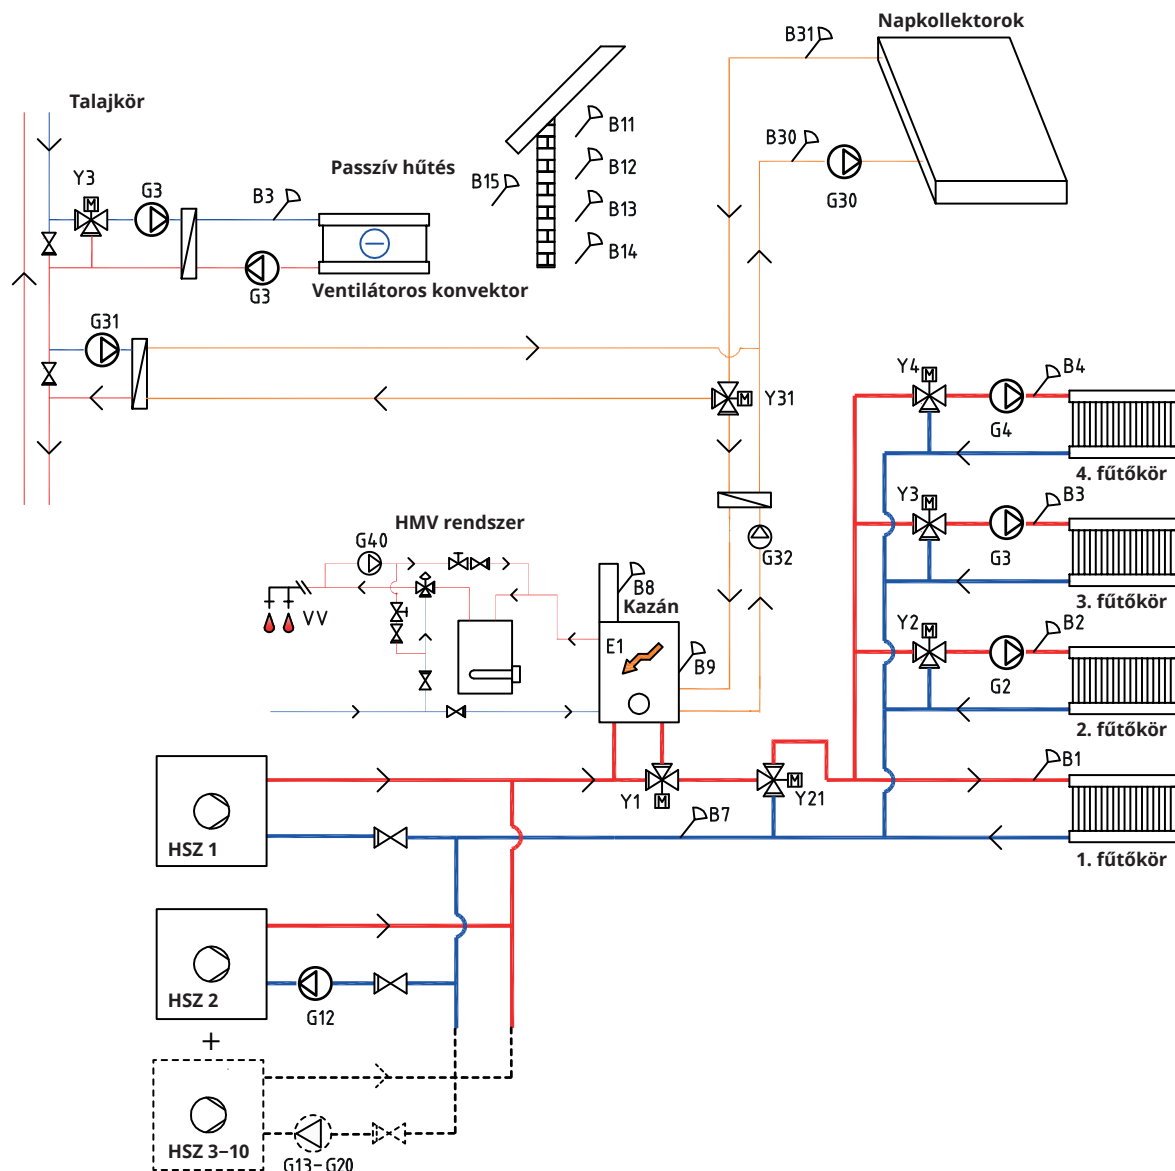 Napkollektorok
B31
Talajkör
B11
B30
Passzív hűtés
B12
Y3
M
G3
B3
B15
B13
G30
B14
G3
Ventilátoros konvektor
G31
Y4
M
B4
M
Y31
G4
4. fűtőkör
Y3
M
B3
HMV rendszer
G40
G32
G3
B8
3. fűtőkör
Kazán
VV
Y2
M
B2
E1
B9
G2
2. fűtőkör
B1
Y1
M
M
Y21
B7
HSZ 1
1. fűtőkör
HSZ 2
G12
+
HSZ 3–10
G13–G20